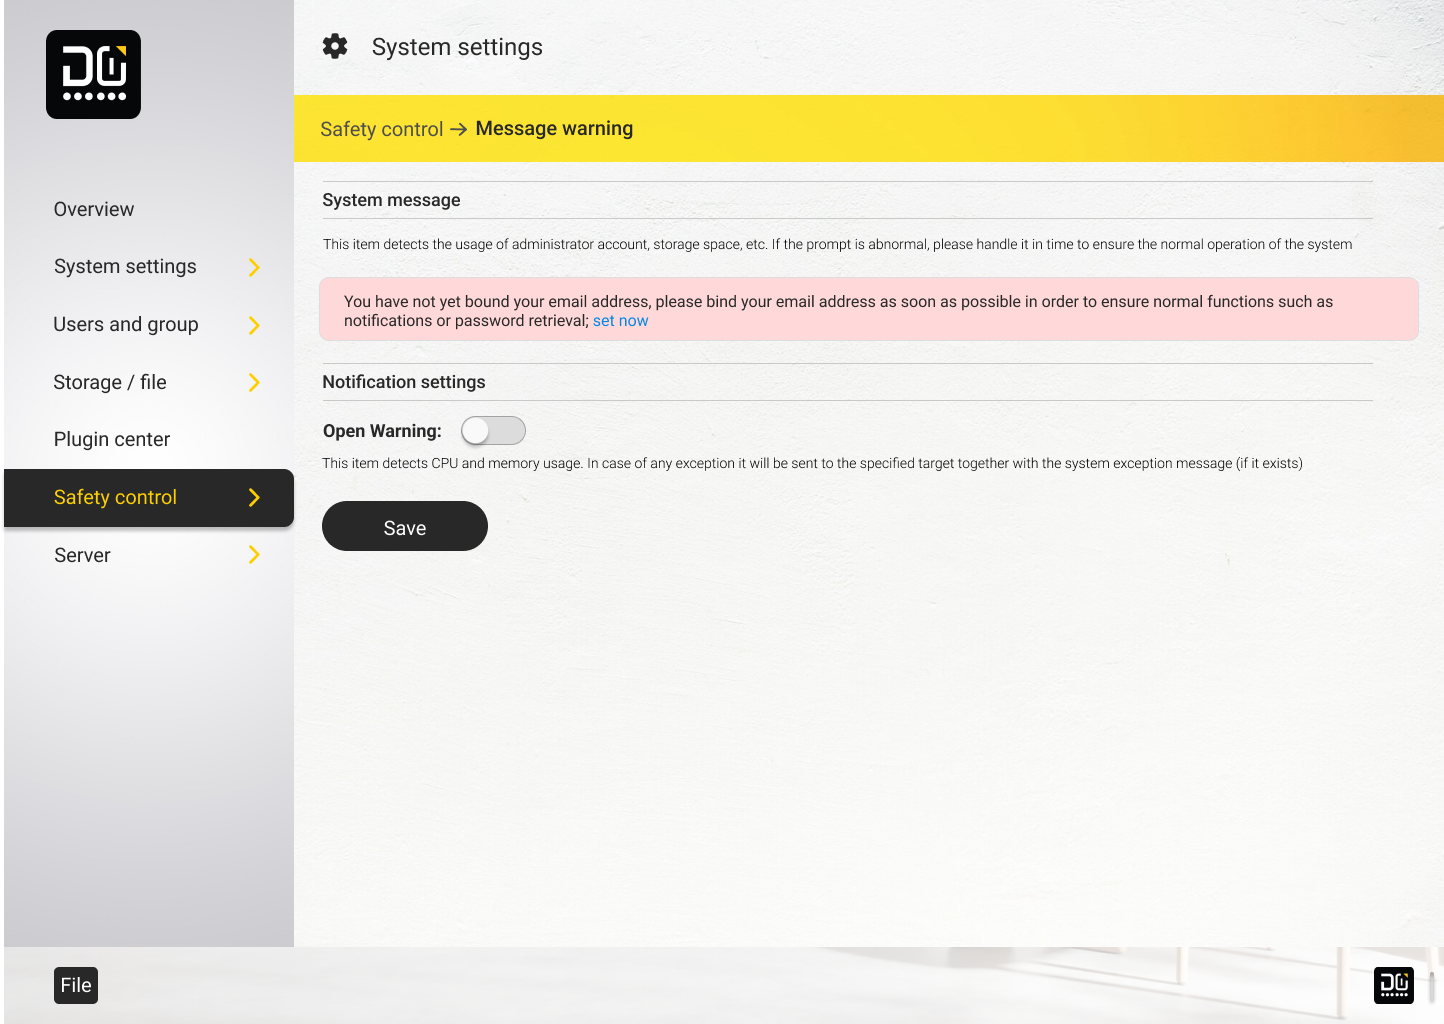 System settings
Safety control → Message warning
Overview
System settings
Users and group
Storage / file
Plugin center
Safety control
Server
System message
This item detects the usage of administrator account, storage space, etc. If the prompt is abnormal, please handle it in time to ensure the normal operation of the system
You have not yet bound your email address, please bind your email address as soon as possible in order to ensure normal functions such as
notifications or password retrieval; set now
Notification settings
Open Warning:
This item detects CPU and memory usage. In case of any exception it will be sent to the specified target together with the system exception message (if it exists)
Save
File